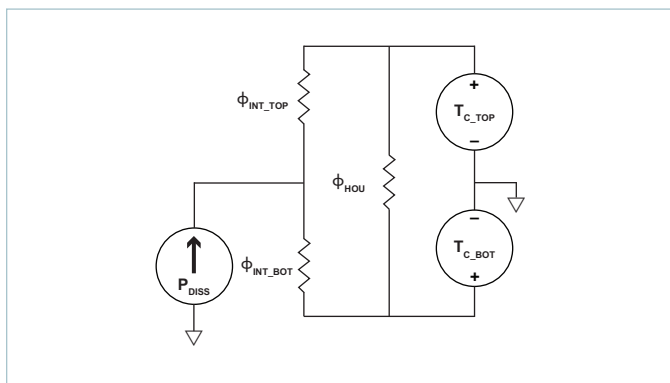 ϕINT_TOP
+
TC_TOP
−
ϕHOU
−
TC_BOT
+
ϕINT_BOT
PDISS